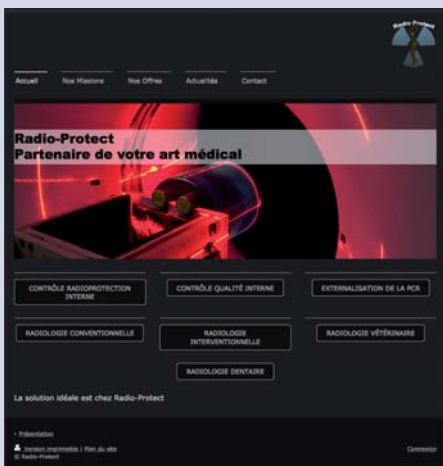 Radio-Protect
Accueil Nos Missions Nos Offres Actualités Contact
Radio-Protect
Partenaire de votre art médical
CONTRÔLE RADIOPROTECTION
INTERNE
CONTRÔLE QUALITÉ INTERNE
EXTERNALISATION DE LA PCR
RADIOLOGIE CONVENTIONNELLE
RADIOLOGIE
INTERVENTIONNELLE
RADIOLOGIE VÉTÉRINAIRE
RADIOLOGIE DENTAIRE
La solution idéale est chez Radio-Protect
› Présentation
Version imprimable | Plan du site
Connexion
© Radio-Protect